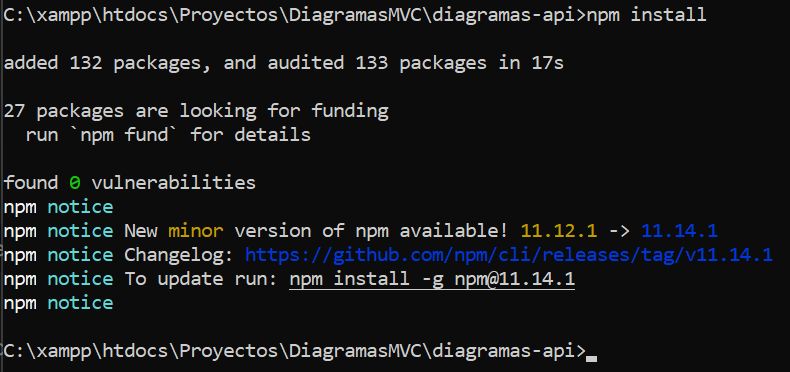 C:\xampp\htdocs\Proyectos\DiagramasMVC\diagramas-api>npm install
added 132 packages, and audited 133 packages in 17s
27 packages are looking for funding
  run `npm fund` for details
found 0 vulnerabilities
npm notice
npm notice New minor version of npm available! 11.12.1 -> 11.14.1
npm notice Changelog: https://github.com/npm/cli/releases/tag/v11.14.1
npm notice To update run: npm install -g npm@11.14.1
npm notice
C:\xampp\htdocs\Proyectos\DiagramasMVC\diagramas-api>